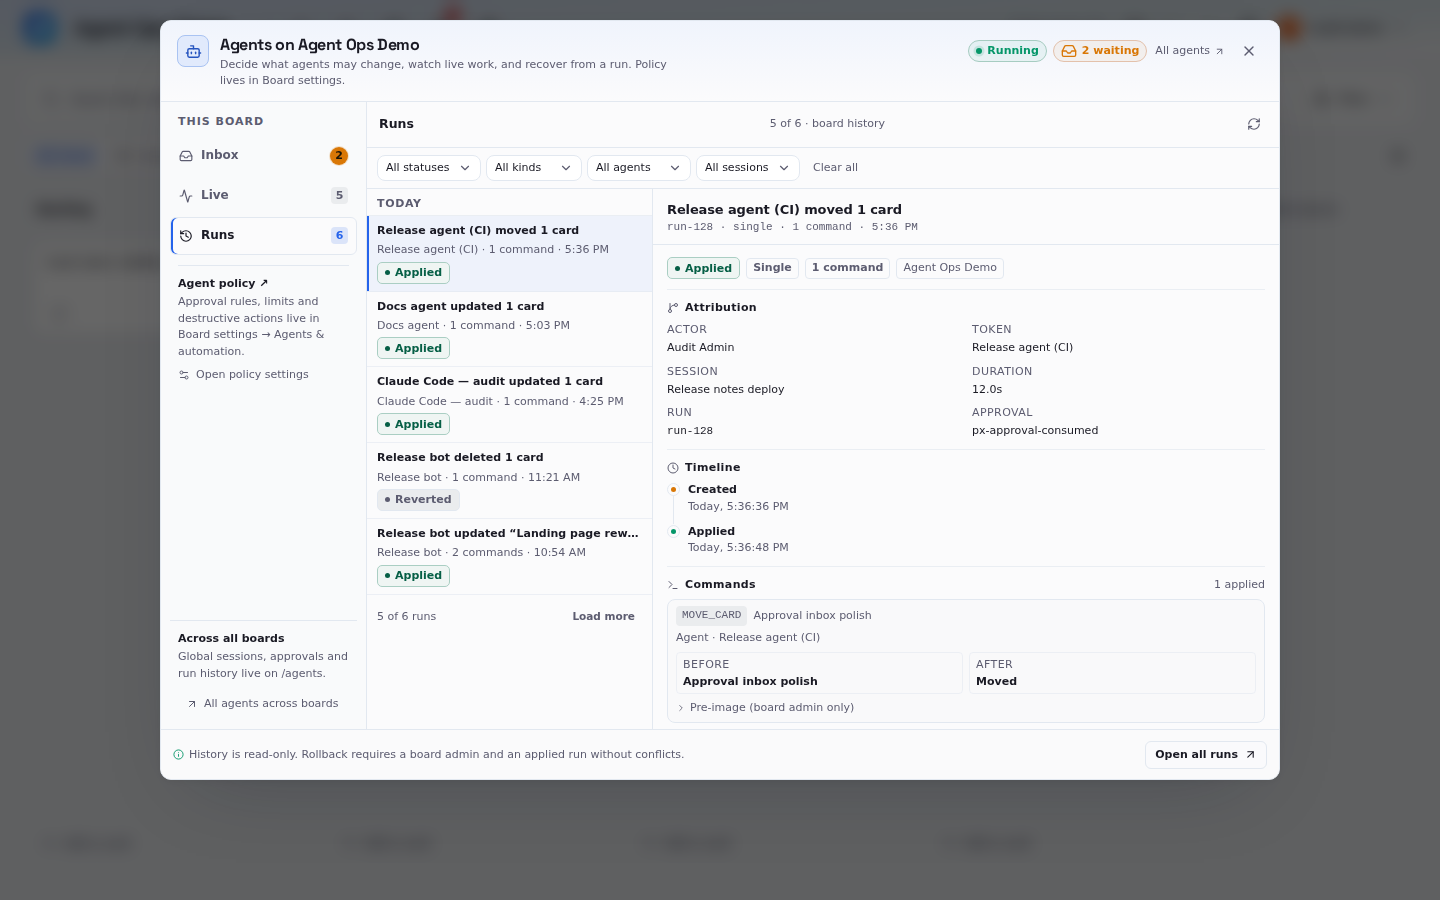 Agents on Agent Ops Demo
Decide what agents may change, watch live work, and recover from a run. Policy
lives in Board settings.
Running
2 waiting
All agents ↗
THIS BOARD
Inbox
2
Live
5
Runs
6
Agent policy ↗
Approval rules, limits and
destructive actions live in
Board settings → Agents &
automation.
Open policy settings
Across all boards
Global sessions, approvals and
run history live on /agents.
All agents across boards
Runs
5 of 6 · board history
All statuses
All kinds
All agents
All sessions
Clear all
TODAY
Release agent (CI) moved 1 card
Release agent (CI) · 1 command · 5:36 PM
Applied
Docs agent updated 1 card
Docs agent · 1 command · 5:03 PM
Applied
Claude Code — audit updated 1 card
Claude Code — audit · 1 command · 4:25 PM
Applied
Release bot deleted 1 card
Release bot · 1 command · 11:21 AM
Reverted
Release bot updated “Landing page rew…
Release bot · 2 commands · 10:54 AM
Applied
5 of 6 runs
Load more
Release agent (CI) moved 1 card
run-128 · single · 1 command · 5:36 PM
Applied
Single
1 command
Agent Ops Demo
Attribution
ACTOR
Audit Admin
TOKEN
Release agent (CI)
SESSION
Release notes deploy
DURATION
12.0s
RUN
run-128
APPROVAL
px-approval-consumed
Timeline
Created
Today, 5:36:36 PM
Applied
Today, 5:36:48 PM
Commands
1 applied
MOVE_CARD
Approval inbox polish
Agent · Release agent (CI)
BEFORE
Approval inbox polish
AFTER
Moved
Pre-image (board admin only)
History is read-only. Rollback requires a board admin and an applied run without conflicts.
Open all runs